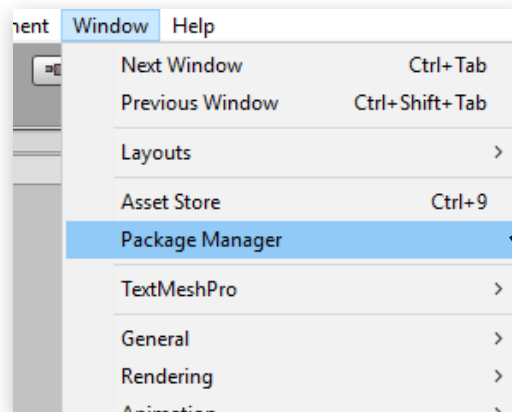 Window Help
Next Window Ctrl+Tab
Previous Window Ctrl+Shift+Tab
Layouts
Asset Store Ctrl+9
Package Manager
TextMeshPro
General
Rendering